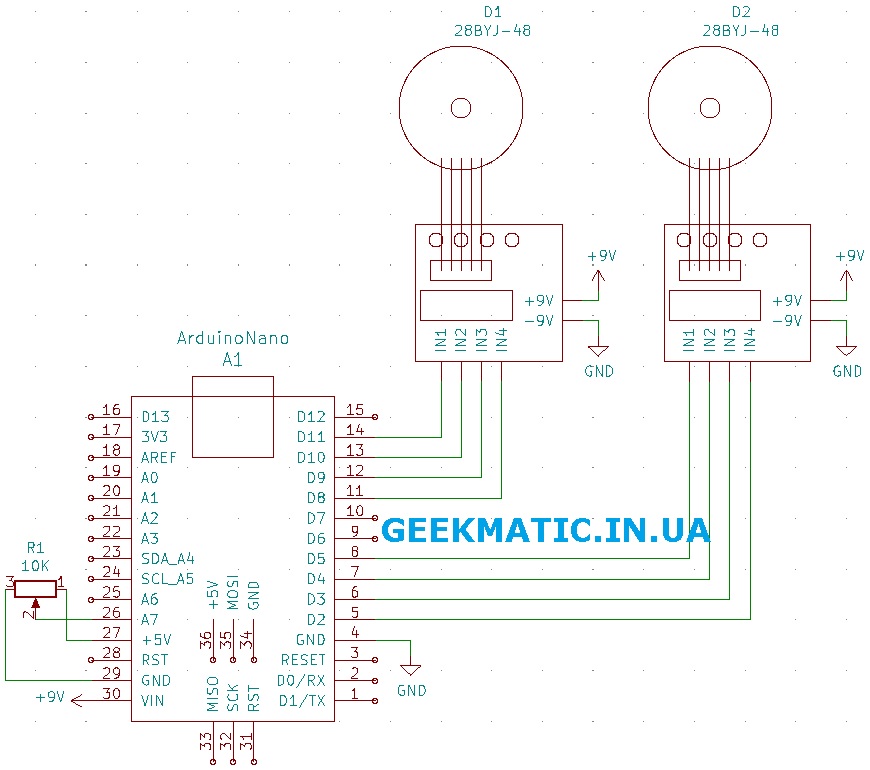 D1
28BYJ-48
D2
28BYJ-48
+9V
+9V
+9V
-9V
IN1
IN2
IN3
IN4
GND
+9V
-9V
IN1
IN2
IN3
IN4
GND
ArduinoNano
A1
16 D13
17 3V3
18 AREF
19 A0
20 A1
21 A2
22 A3
23 SDA_A4
24 SCL_A5
25 A6
26 A7
27 +5V
28 RST
29 GND
30 VIN
+9V
D12 15
D11 14
D10 13
D9 12
D8 11
D7 10
D6 9
D5 8
D4 7
D3 6
D2 5
GND 4
RESET 3
D0/RX 2
D1/TX 1
GND
+5V
MOSI
GND
36
35
34
MISO
SCK
RST
33
32
31
R1
10K
3
1
2
GEEKMATIC.IN.UA